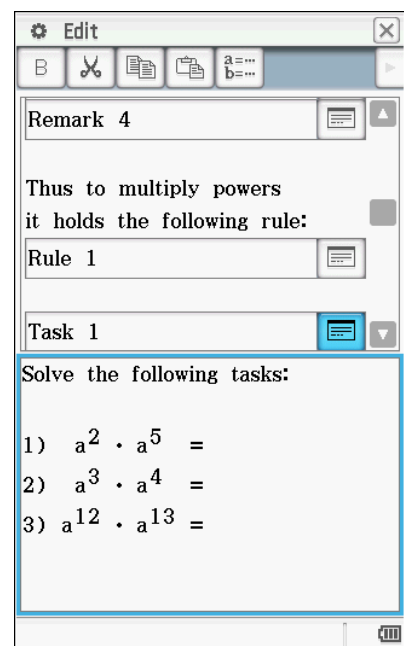 Edit
B
a=…
b=…
Remark 4
Thus to multiply powers
it holds the following rule:
Rule 1
Task 1
Solve the following tasks:
1) a² · a⁵ =
2) a³ · a⁴ =
3) a¹² · a¹³ =